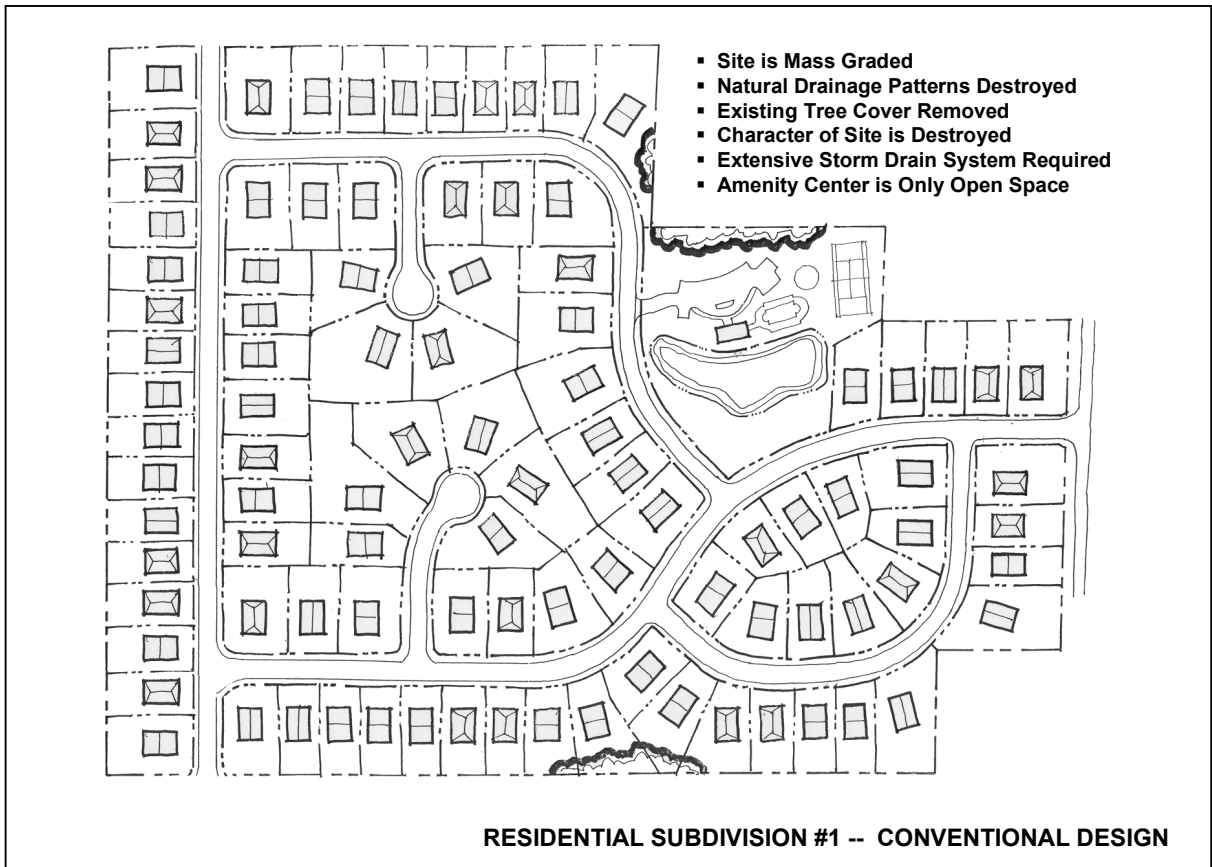 ▪ Site is Mass Graded
▪ Natural Drainage Patterns Destroyed
▪ Existing Tree Cover Removed
▪ Character of Site is Destroyed
▪ Extensive Storm Drain System Required
▪ Amenity Center is Only Open Space
RESIDENTIAL SUBDIVISION #1 -- CONVENTIONAL DESIGN